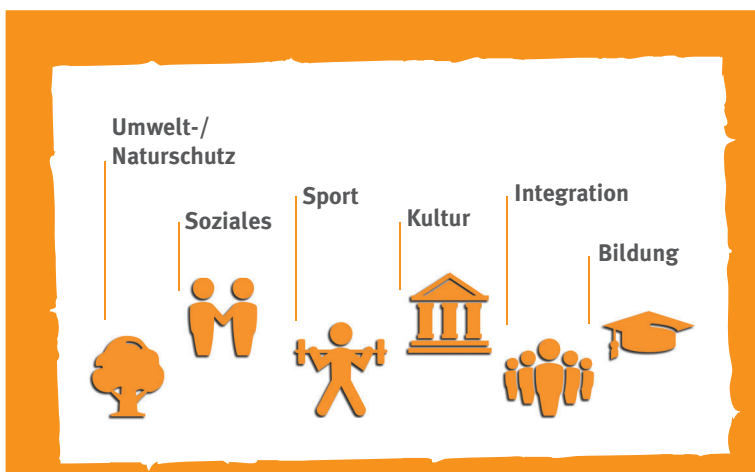 Umwelt-/
Naturschutz
Soziales
Sport
Kultur
Integration
Bildung